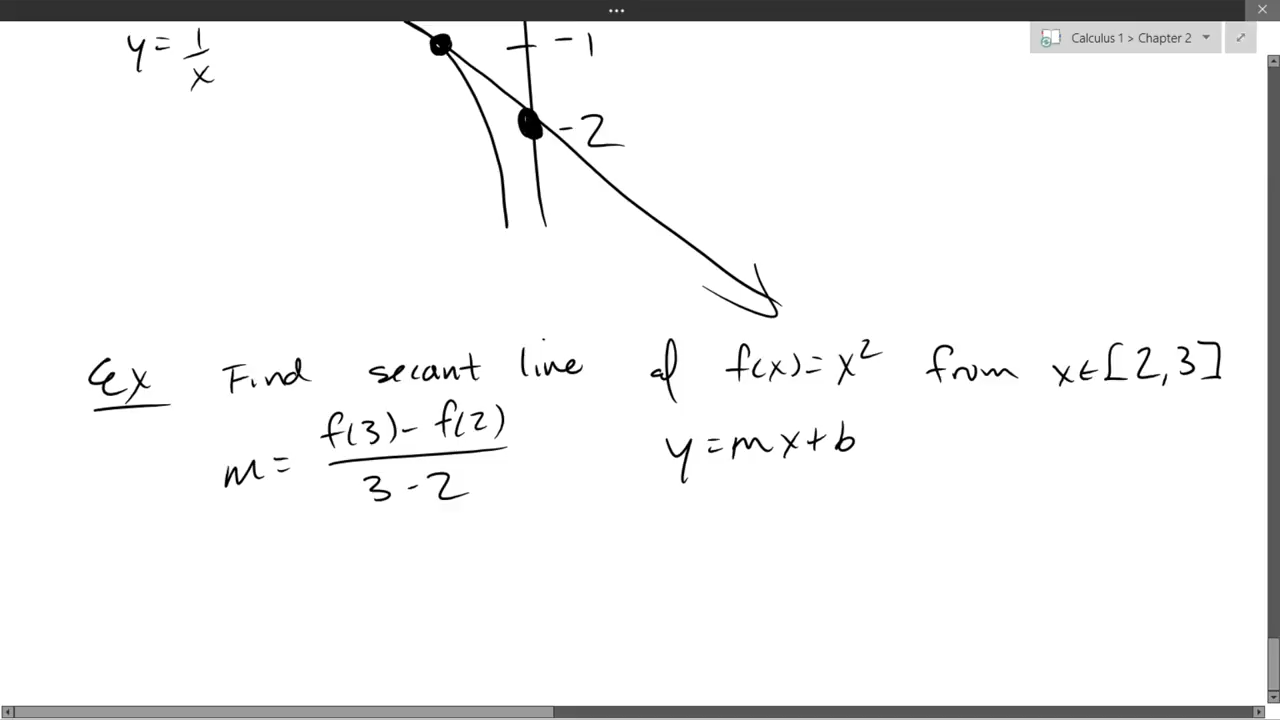 ...
Calculus 1 > Chapter 2
y = 1/x
-1
-2
Ex Find secant line of f(x) = x² from x∈[2,3]
m = f(3) - f(2) / 3 - 2
y = mx + b